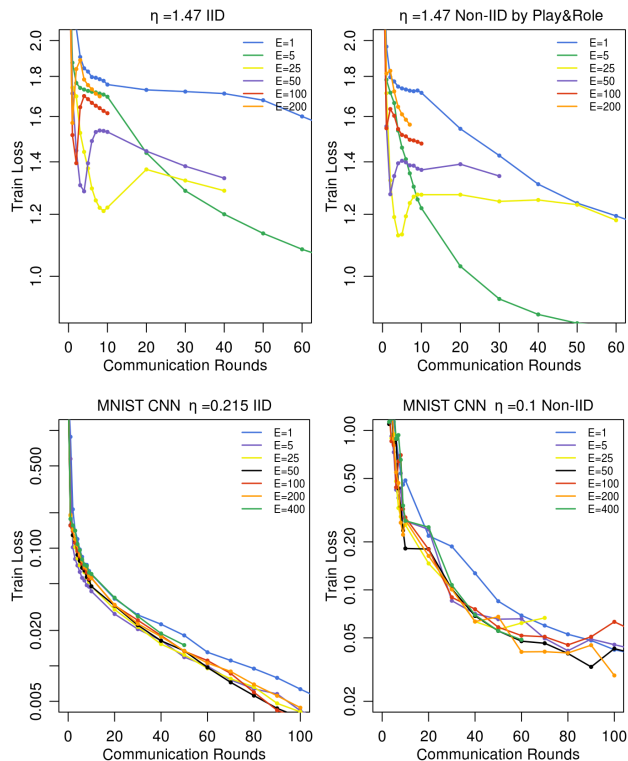 η =1.47 IID
Train Loss
2.0
1.8
1.6
1.4
1.2
1.0
E=1
E=5
E=25
E=50
E=100
E=200
0 10 20 30 40 50 60
Communication Rounds
η =1.47 Non-IID by Play&Role
Train Loss
2.0
1.8
1.6
1.4
1.2
1.0
E=1
E=5
E=25
E=50
E=100
E=200
0 10 20 30 40 50 60
Communication Rounds
MNIST CNN η =0.215 IID
Train Loss
0.500
0.100
0.020
0.005
E=1
E=5
E=25
E=50
E=100
E=200
E=400
0 20 40 60 80 100
Communication Rounds
MNIST CNN η =0.1 Non-IID
Train Loss
1.00
0.50
0.20
0.10
0.05
0.02
E=1
E=5
E=25
E=50
E=100
E=200
E=400
0 20 40 60 80 100
Communication Rounds